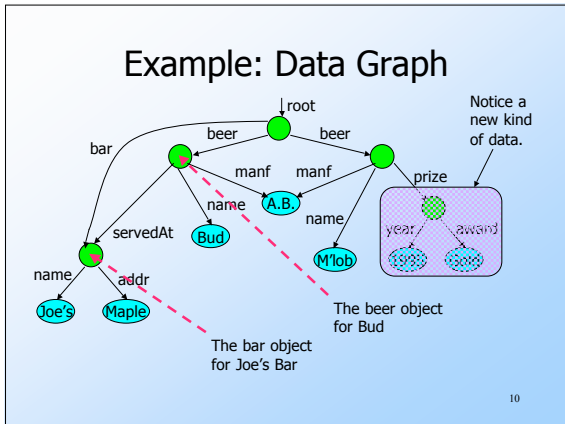 Example: Data Graph
root
Notice a
new kind
of data.
bar
beer
beer
manf
manf
prize
name
A.B.
servedAt
Bud
name
year
award
M'lob
Gold
name
addr
Joe's
Maple
The beer object
for Bud
The bar object
for Joe's Bar
10